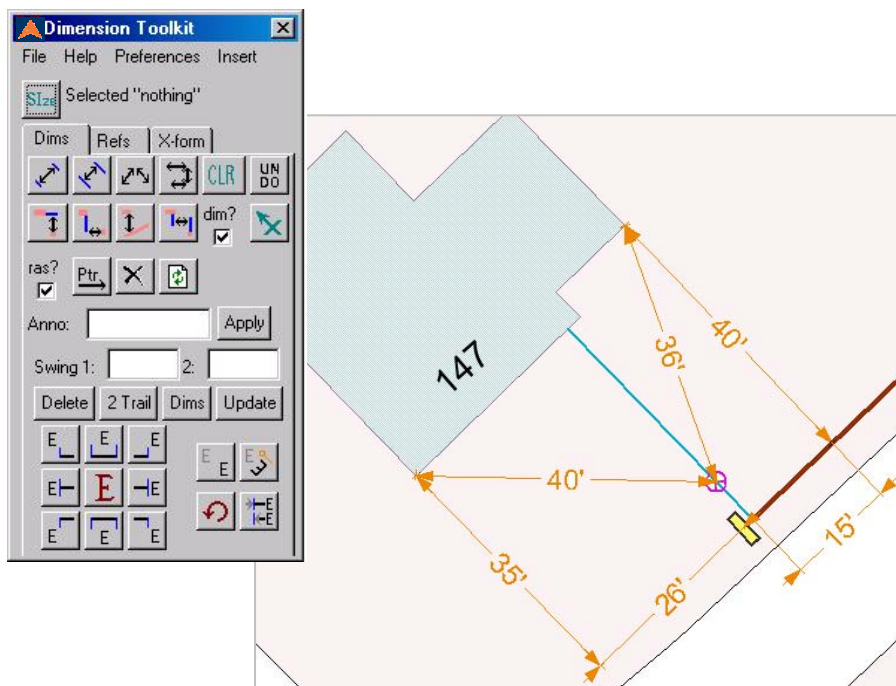 Dimension Toolkit
File Help Preferences Insert
SIze Selected "nothing"
Dims Refs X-form
CLR UN
DO
dim?
ras? Ptr
Anno: Apply
Swing 1: 2:
Delete 2 Trail Dims Update
E E E E E
E E E E E
E E E
147
36'
40'
40'
35'
26'
15'